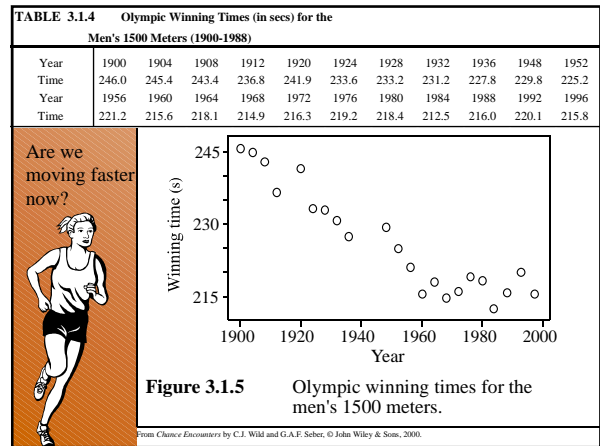 TABLE 3.1.4 Olympic Winning Times (in secs) for the
Men's 1500 Meters (1900-1988)
Year 1900 1904 1908 1912 1920 1924 1928 1932 1936 1948 1952
Time 246.0 245.4 243.4 236.8 241.9 233.6 233.2 231.2 227.8 229.8 225.2
Year 1956 1960 1964 1968 1972 1976 1980 1984 1988 1992 1996
Time 221.2 215.6 218.1 214.9 216.3 219.2 218.4 212.5 216.0 220.1 215.8
Are we
moving faster
now?
Winning time (s)
245
230
215
1900 1920 1940 1960 1980 2000
Year
Figure 3.1.5 Olympic winning times for the
men's 1500 meters.
From Chance Encounters by C.J. Wild and G.A.F. Seber, © John Wiley & Sons, 2000.